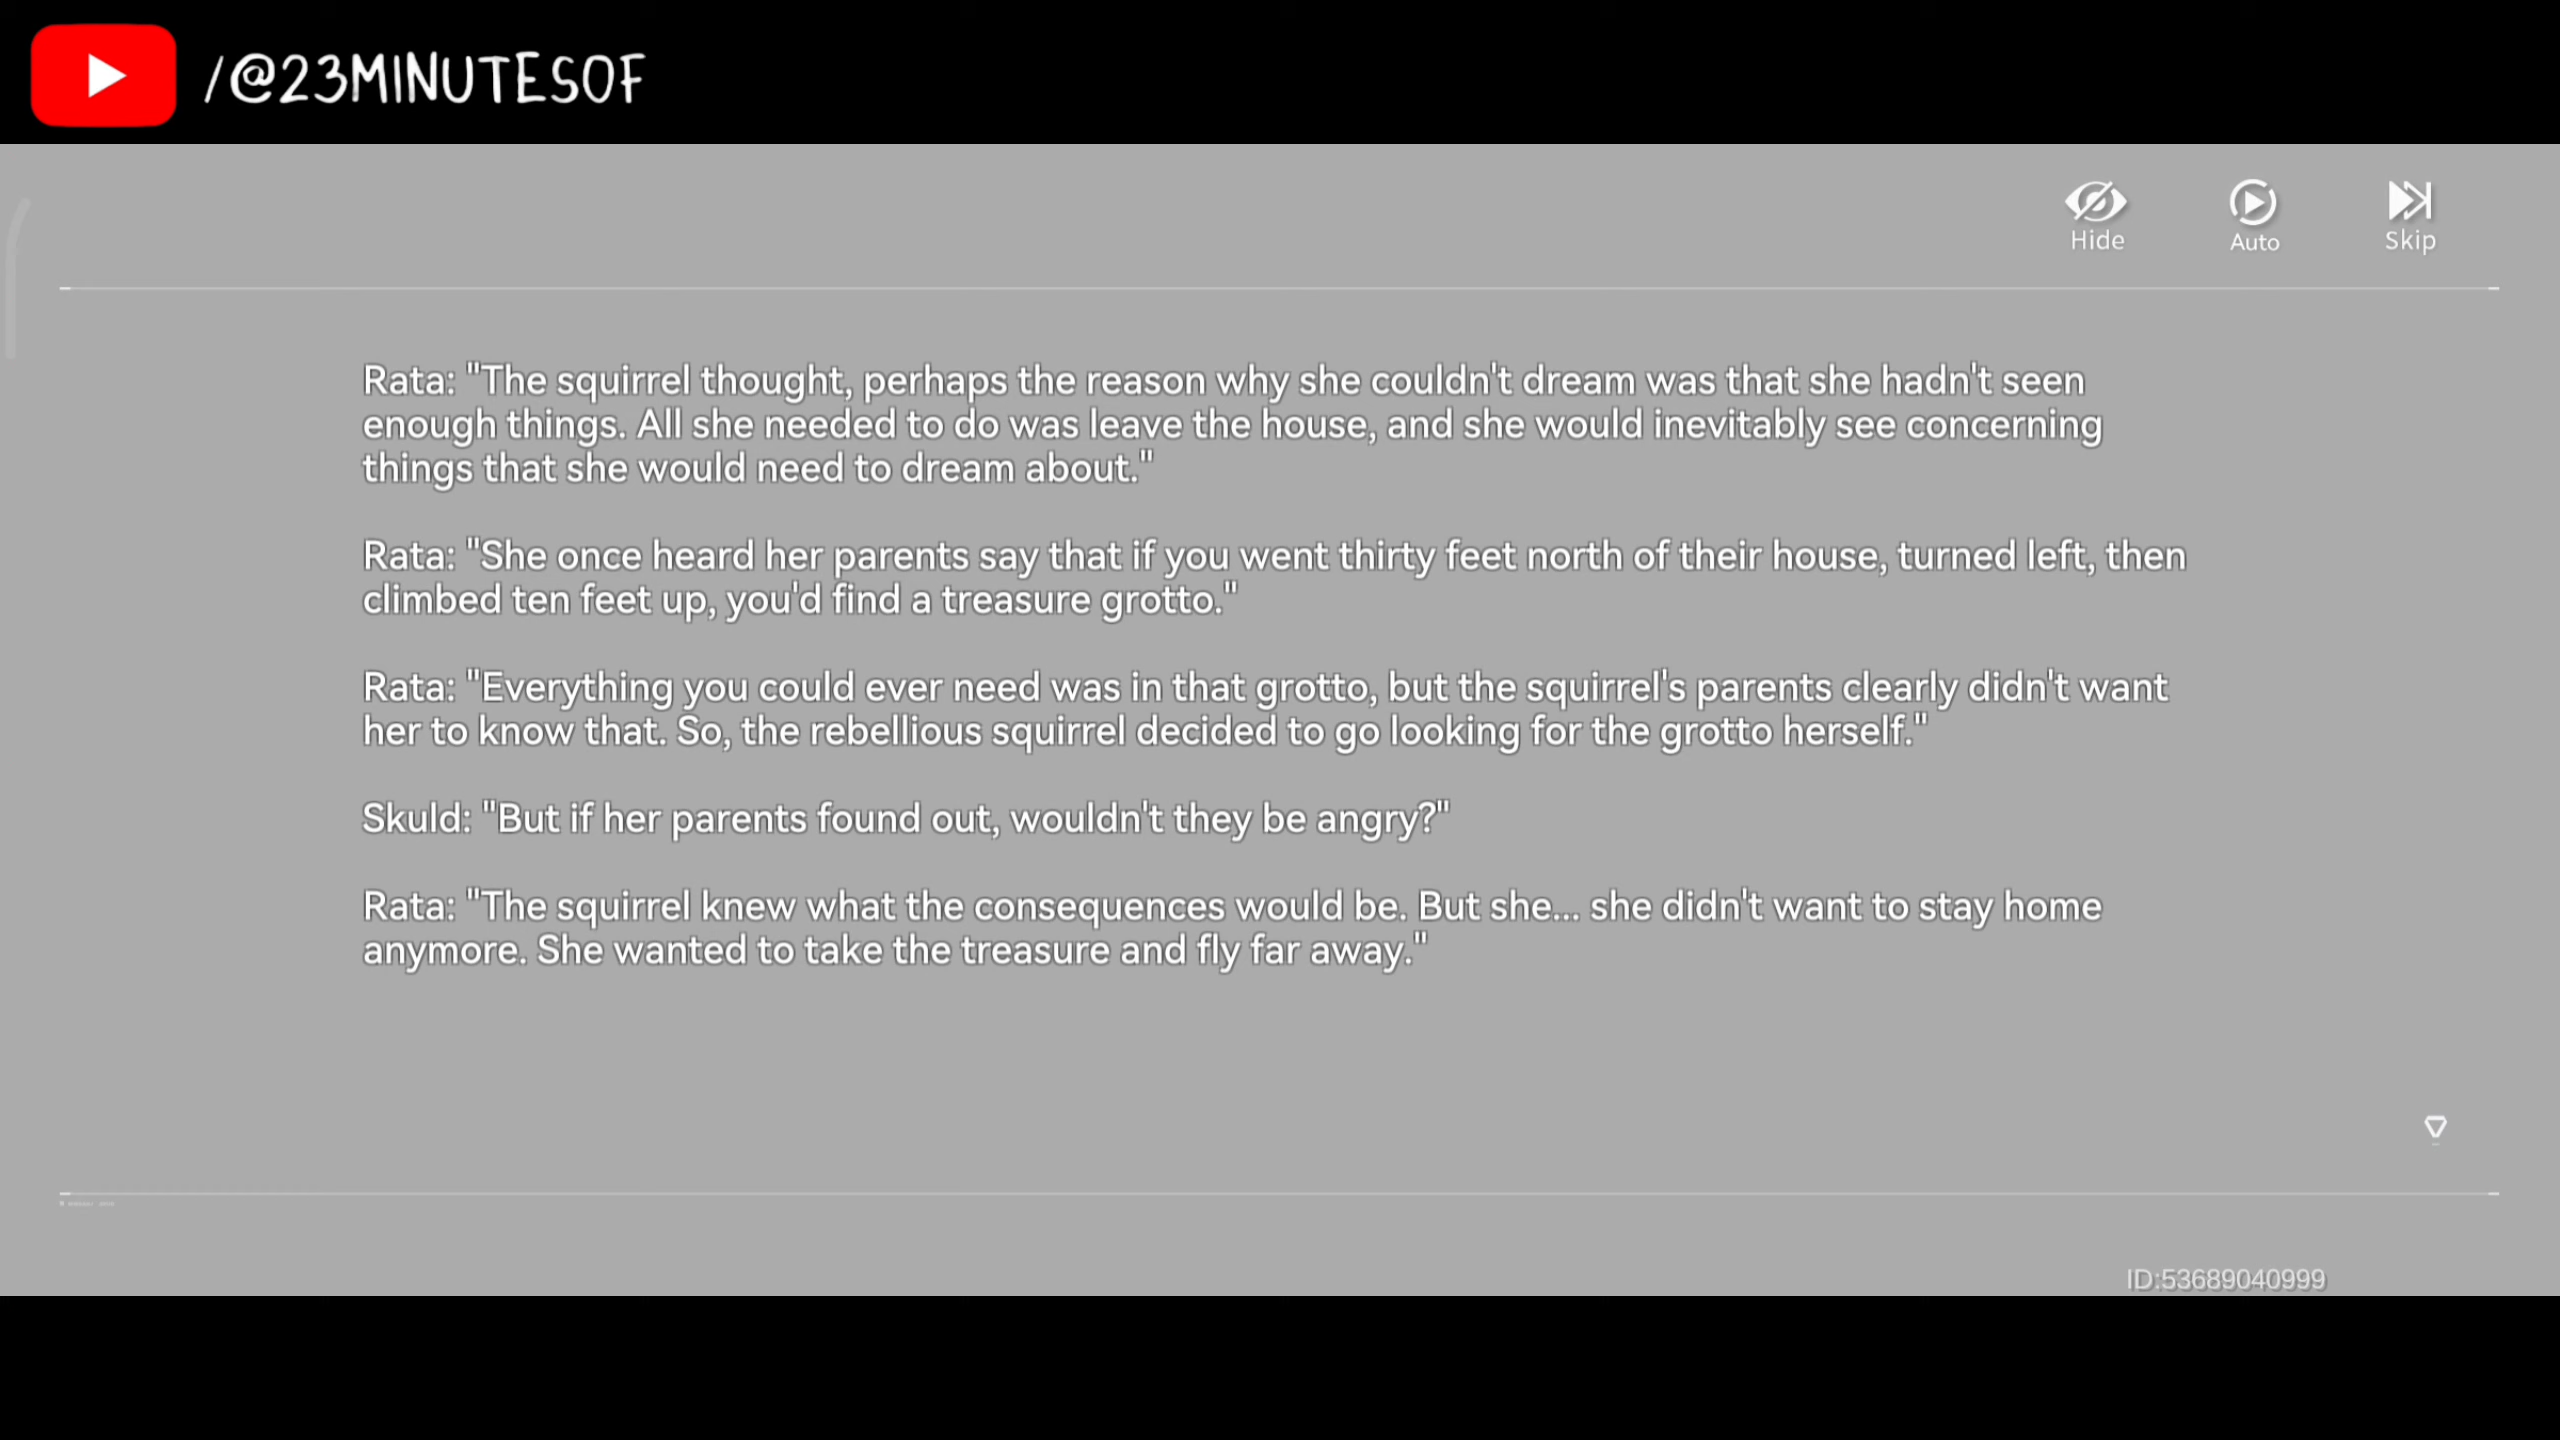 /@23MINUTESOF
Hide
Auto
Skip
Rata: "The squirrel thought, perhaps the reason why she couldn't dream was that she hadn't seen
enough things. All she needed to do was leave the house, and she would inevitably see concerning
things that she would need to dream about."
Rata: "She once heard her parents say that if you went thirty feet north of their house, turned left, then
climbed ten feet up, you'd find a treasure grotto."
Rata: "Everything you could ever need was in that grotto, but the squirrel's parents clearly didn't want
her to know that. So, the rebellious squirrel decided to go looking for the grotto herself."
Skuld: "But if her parents found out, wouldn't they be angry?"
Rata: "The squirrel knew what the consequences would be. But she... she didn't want to stay home
anymore. She wanted to take the treasure and fly far away."
ID:53689040999